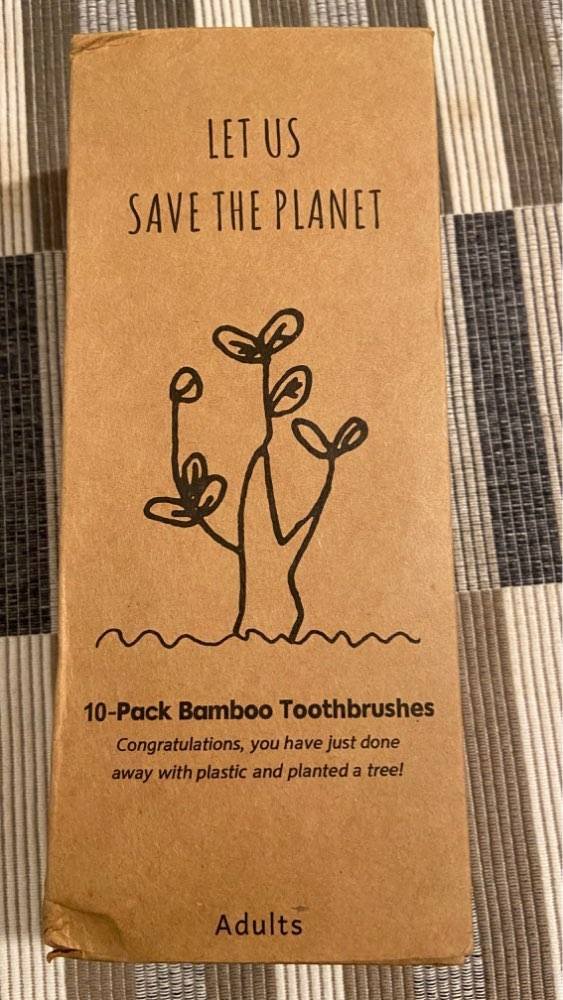 LET US
SAVE THE PLANET
10-Pack Bamboo Toothbrushes
Congratulations, you have just done
away with plastic and planted a tree!
Adults